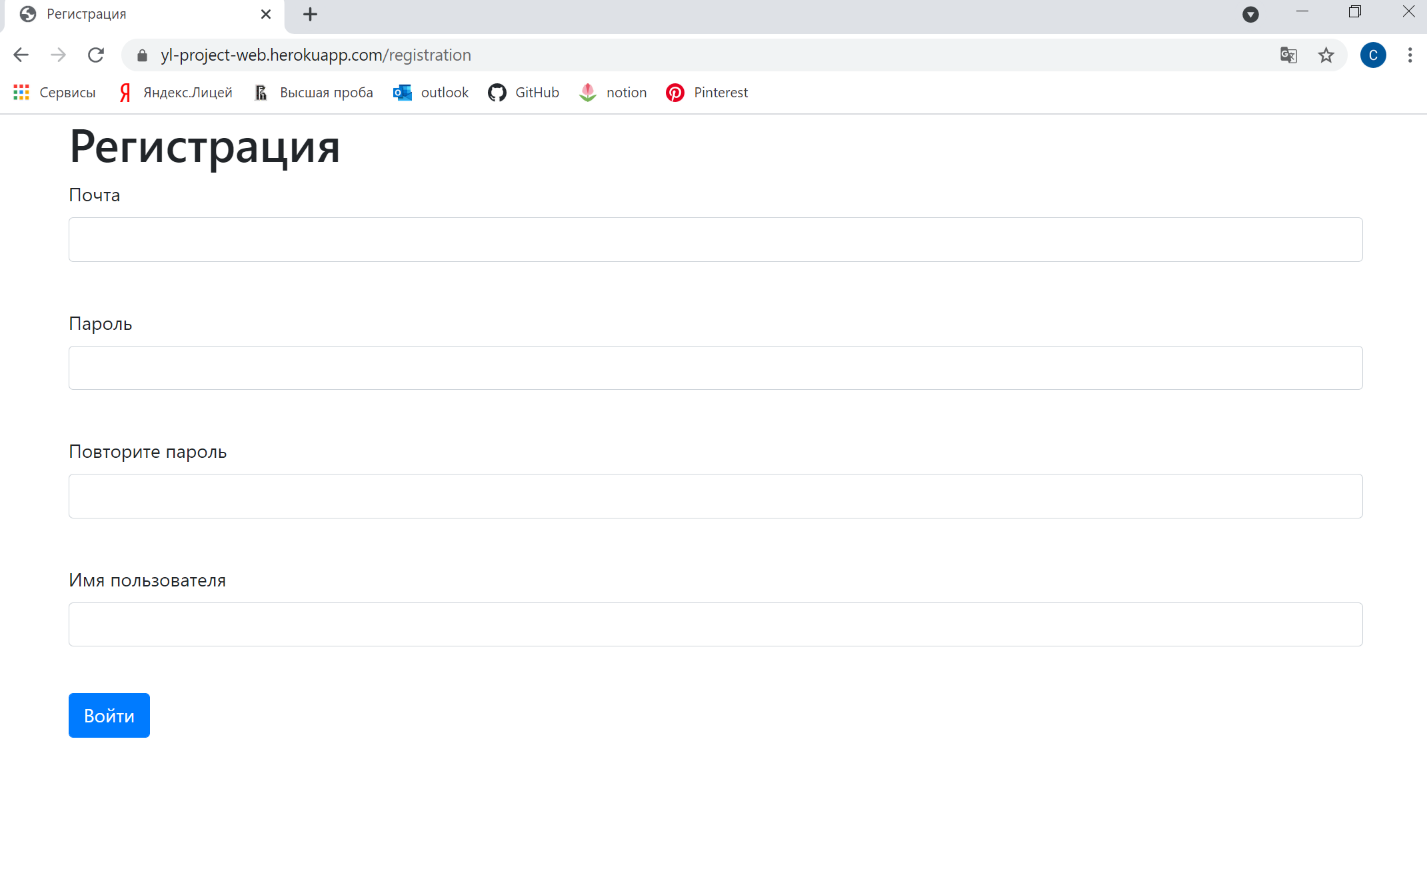 Регистрация
yl-project-web.herokuapp.com/registration
C
Сервисы Яндекс.Лицей Высшая проба outlook GitHub notion Pinterest
Регистрация
Почта
Пароль
Повторите пароль
Имя пользователя
Войти